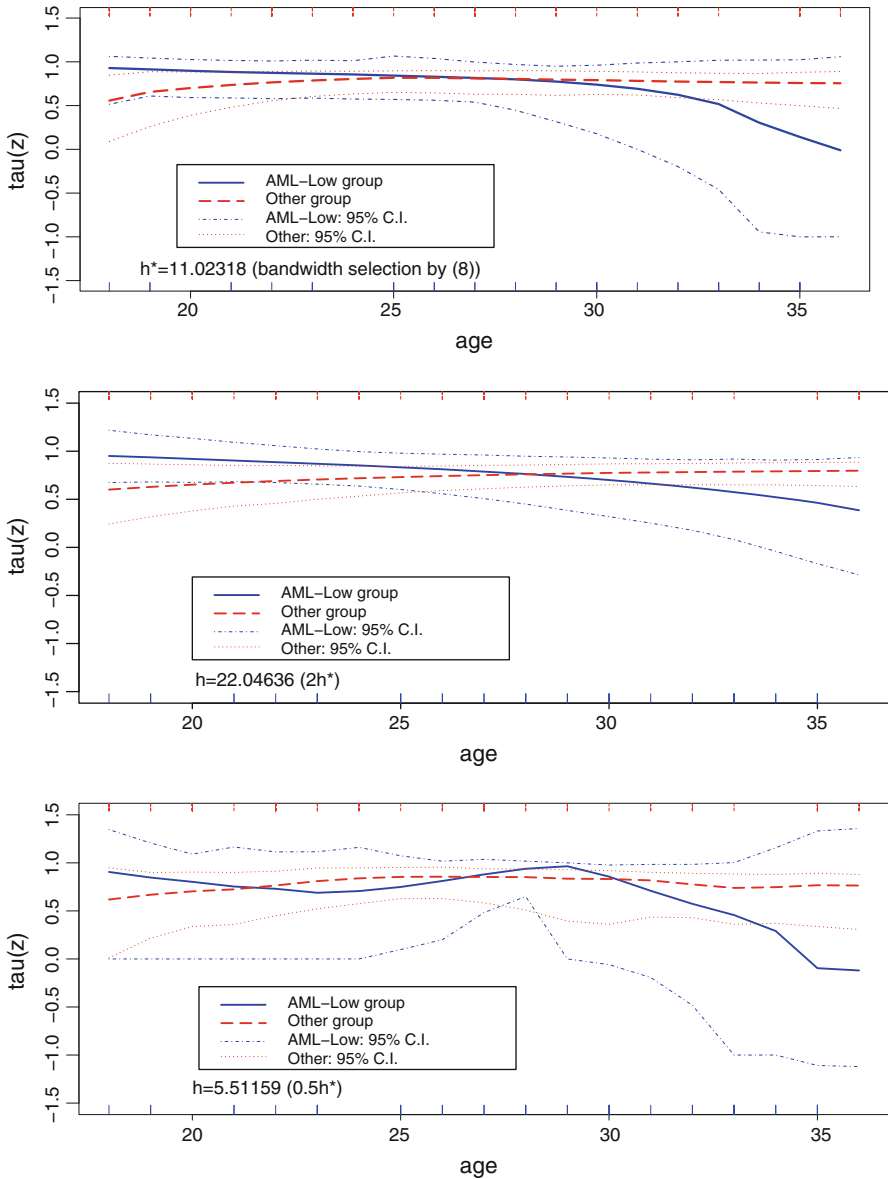 1.5
1.0
0.5
0.0
−0.5
−1.0
−1.5
tau(z)
AML−Low group
Other group
AML−Low: 95% C.I.
Other: 95% C.I.
h*=11.02318 (bandwidth selection by (8))
20 25 30 35
age
1.5
1.0
0.5
0.0
−0.5
−1.0
−1.5
tau(z)
AML−Low group
Other group
AML−Low: 95% C.I.
Other: 95% C.I.
h=22.04636 (2h*)
20 25 30 35
age
1.5
1.0
0.5
0.0
−0.5
−1.0
−1.5
tau(z)
AML−Low group
Other group
AML−Low: 95% C.I.
Other: 95% C.I.
h=5.51159 (0.5h*)
20 25 30 35
age